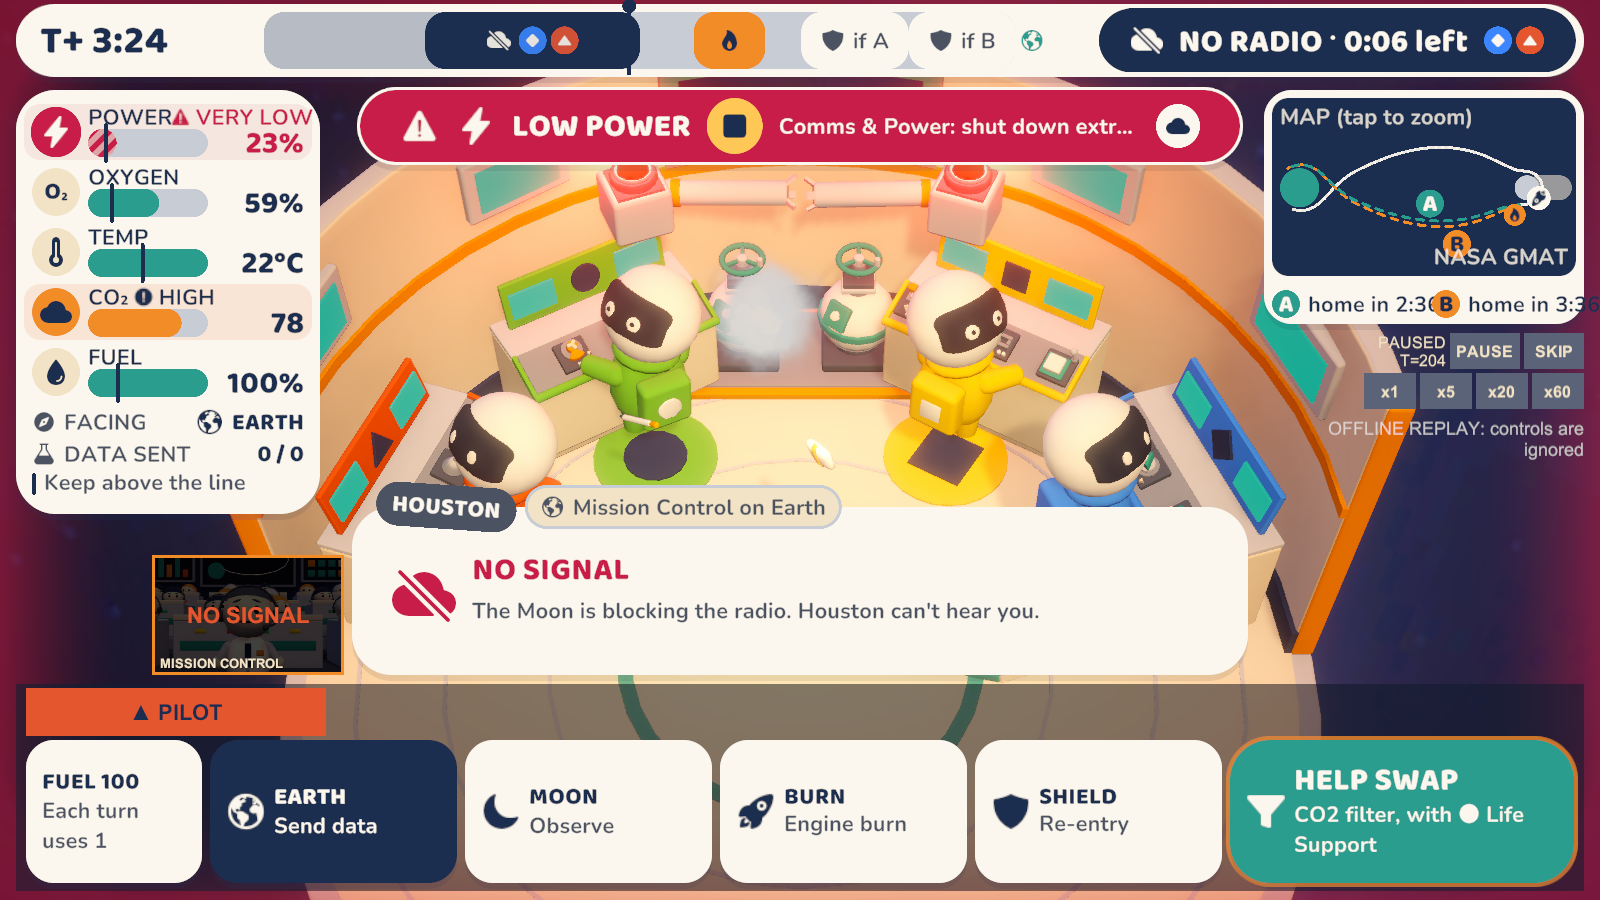 T+ 3:24
if A
if B
NO RADIO · 0:06 left
POWER VERY LOW
23%
OXYGEN
O₂
59%
TEMP
22°C
CO₂ HIGH
78
FUEL
100%
FACING EARTH
DATA SENT 0 / 0
Keep above the line
LOW POWER
Comms & Power: shut down extr...
MAP (tap to zoom)
A
B
NASA GMAT
A home in 2:36
B home in 3:36
PAUSED
T=204
PAUSE
SKIP
x1
x5
x20
x60
OFFLINE REPLAY: controls are
ignored
HOUSTON
Mission Control on Earth
NO SIGNAL
The Moon is blocking the radio. Houston can't hear you.
NO SIGNAL
MISSION CONTROL
▲ PILOT
FUEL 100
Each turn
uses 1
EARTH
Send data
MOON
Observe
BURN
Engine burn
SHIELD
Re-entry
HELP SWAP
CO2 filter, with ● Life
Support